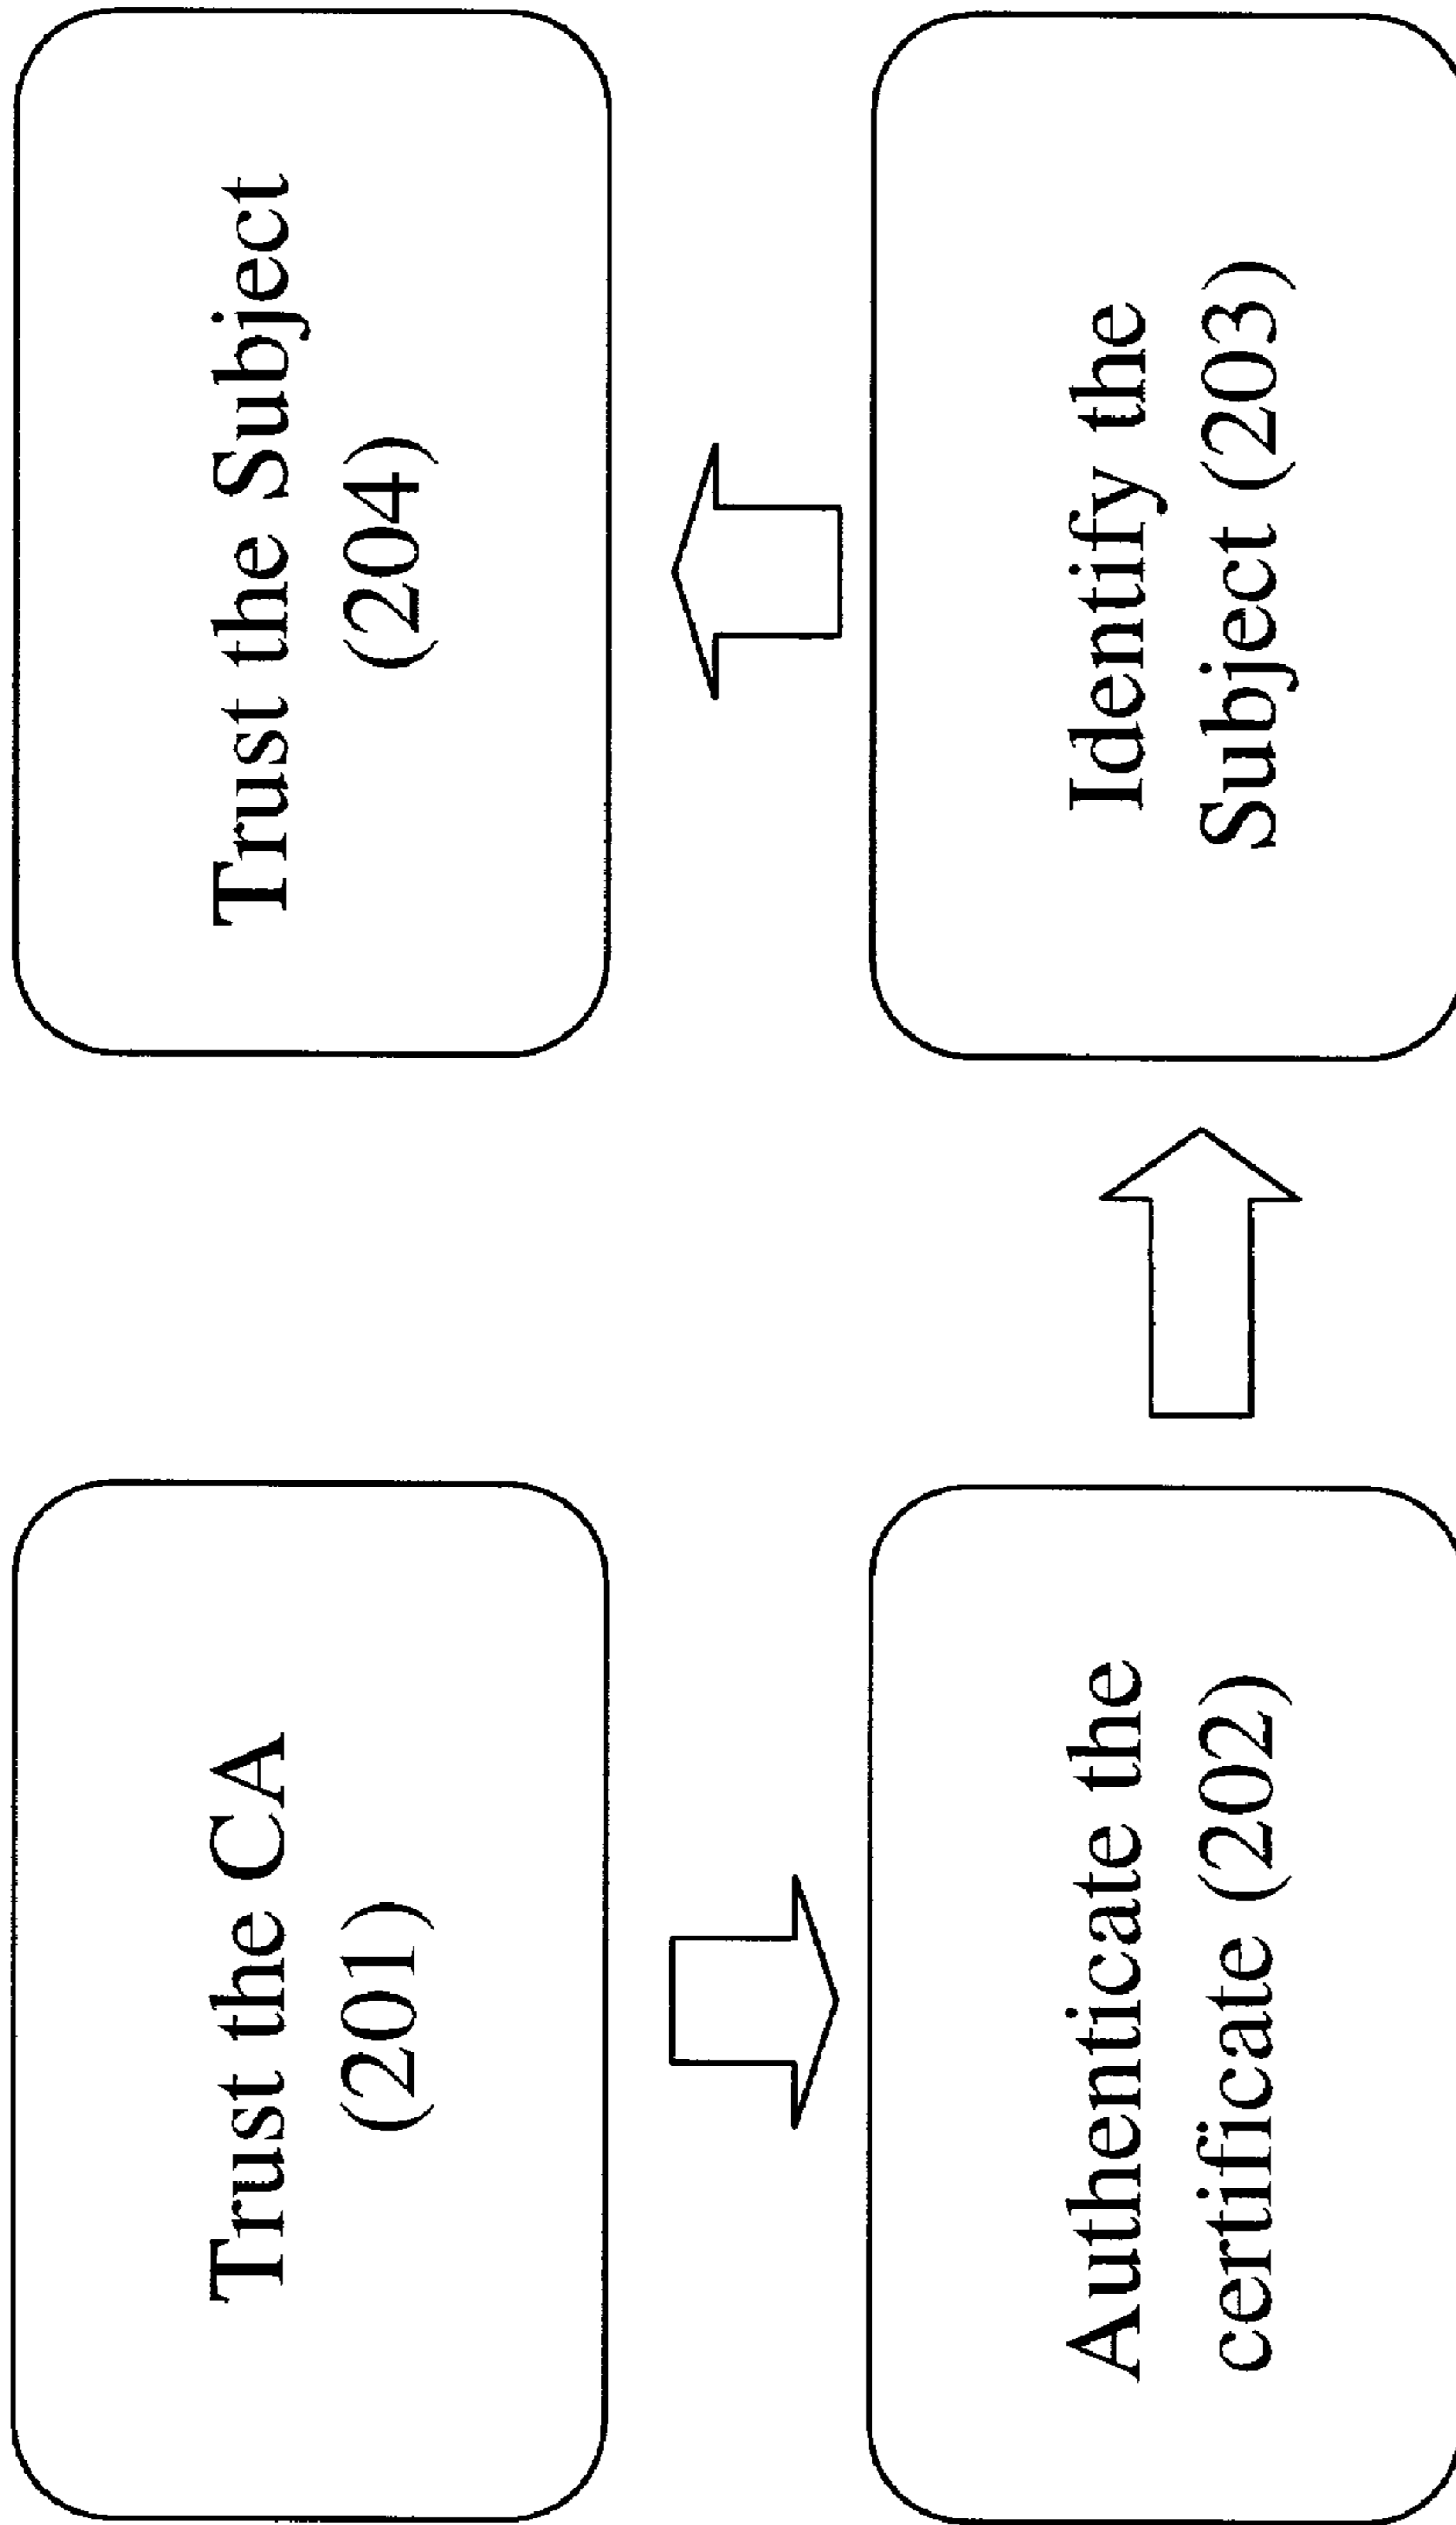 Trust the CA
(201)
Authenticate the
certificate (202)
Identify the
Subject (203)
Trust the Subject
(204)